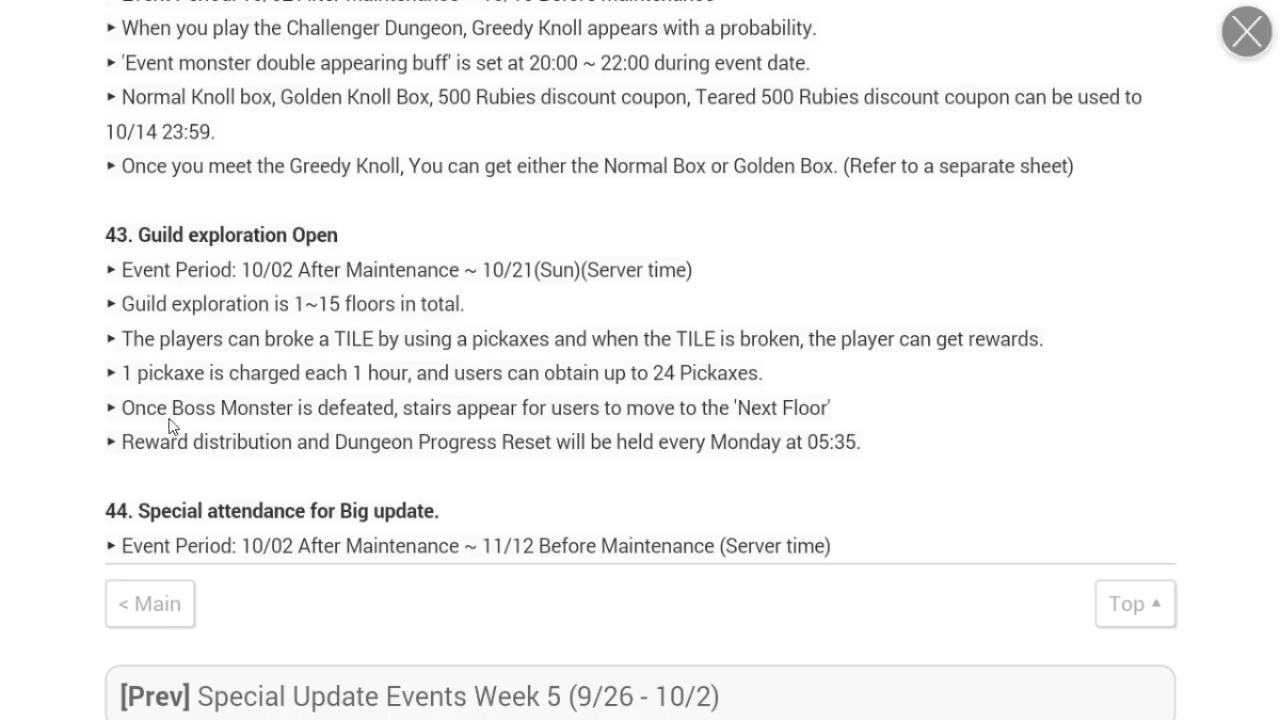 ▸ When you play the Challenger Dungeon, Greedy Knoll appears with a probability.
▸ 'Event monster double appearing buff' is set at 20:00 ~ 22:00 during event date.
▸ Normal Knoll box, Golden Knoll Box, 500 Rubies discount coupon, Teared 500 Rubies discount coupon can be used to
10/14 23:59.
▸ Once you meet the Greedy Knoll, You can get either the Normal Box or Golden Box. (Refer to a separate sheet)
43. Guild exploration Open
▸ Event Period: 10/02 After Maintenance ~ 10/21(Sun)(Server time)
▸ Guild exploration is 1~15 floors in total.
▸ The players can broke a TILE by using a pickaxes and when the TILE is broken, the player can get rewards.
▸ 1 pickaxe is charged each 1 hour, and users can obtain up to 24 Pickaxes.
▸ Once Boss Monster is defeated, stairs appear for users to move to the 'Next Floor'
▸ Reward distribution and Dungeon Progress Reset will be held every Monday at 05:35.
44. Special attendance for Big update.
▸ Event Period: 10/02 After Maintenance ~ 11/12 Before Maintenance (Server time)
< Main
Top ▲
[Prev] Special Update Events Week 5 (9/26 - 10/2)